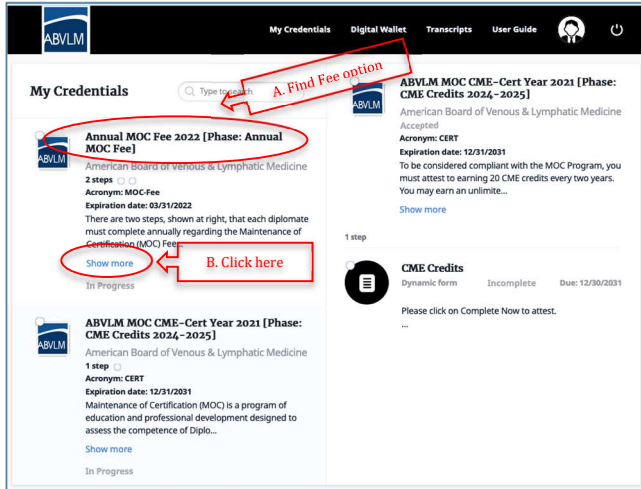 ABVLM
My Credentials
Digital Wallet
Transcripts
User Guide
My Credentials
Type to search
A. Find Fee option
ABVLM
Annual MOC Fee 2022 [Phase: Annual
MOC Fee]
American Board of Venous & Lymphatic Medicine
2 steps
Acronym: MOC-Fee
Expiration date: 03/31/2022
There are two steps, shown at right, that each diplomate
must complete annually regarding the Maintenance of
Certification (MOC) Fee...
Show more
B. Click here
In Progress
ABVLM
ABVLM MOC CME-Cert Year 2021 [Phase:
CME Credits 2024-2025]
American Board of Venous & Lymphatic Medicine
1 step
Acronym: CERT
Expiration date: 12/31/2031
Maintenance of Certification (MOC) is a program of
education and professional development designed to
assess the competence of Diplo...
Show more
In Progress
ABVLM
ABVLM MOC CME-Cert Year 2021 [Phase:
CME Credits 2024-2025]
American Board of Venous & Lymphatic Medicine
Accepted
Acronym: CERT
Expiration date: 12/31/2031
To be considered compliant with the MOC Program, you
must attest to earning 20 CME credits every two years.
You may earn an unlimite...
Show more
1 step
CME Credits
Dynamic form
Incomplete
Due: 12/30/2031
Please click on Complete Now to attest.
...